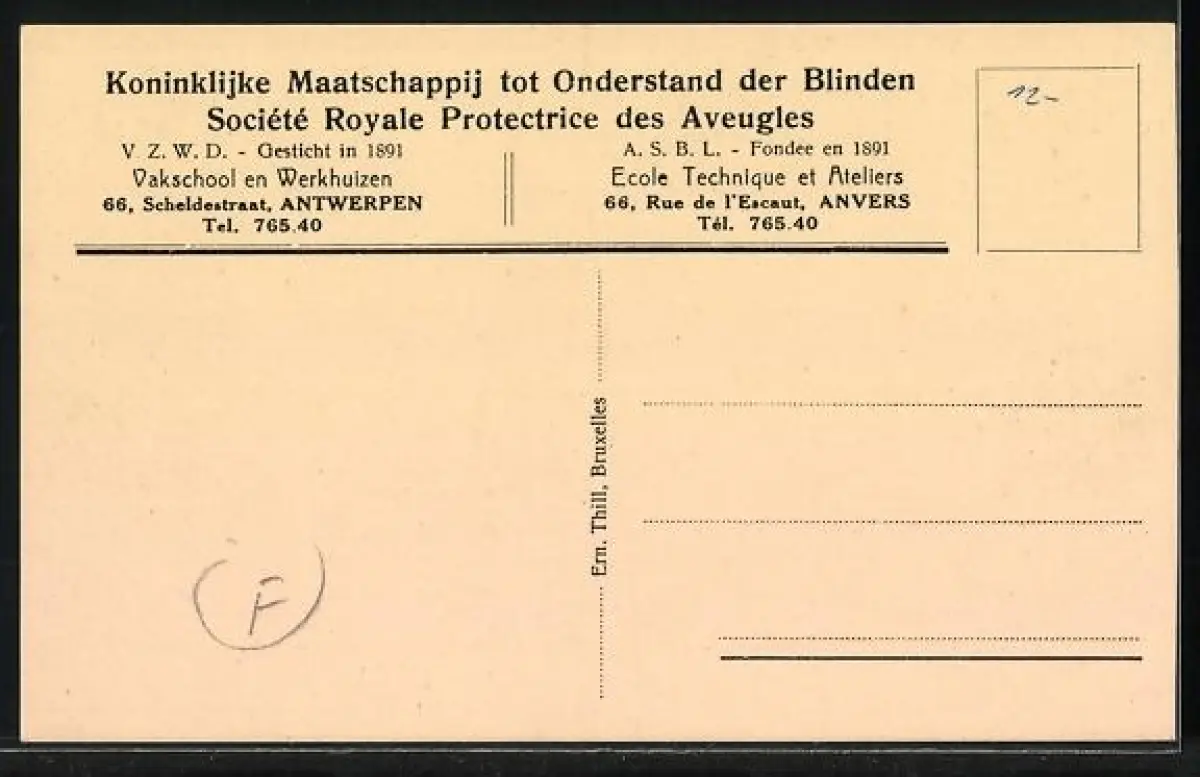 Koninklijke Maatschappij tot Onderstand der Blinden
Société Royale Protectrice des Aveugles
V Z. W. D. - Gesticht in 1891
Vakschool en Werkhuizen
66, Scheldestraat, ANTWERPEN
Tel. 765.40
A. S. B. L. - Fondee en 1891
Ecole Technique et Ateliers
66, Rue de l'Escaut, ANVERS
Tél. 765.40
12-
Ern. Thill, Bruxelles
F